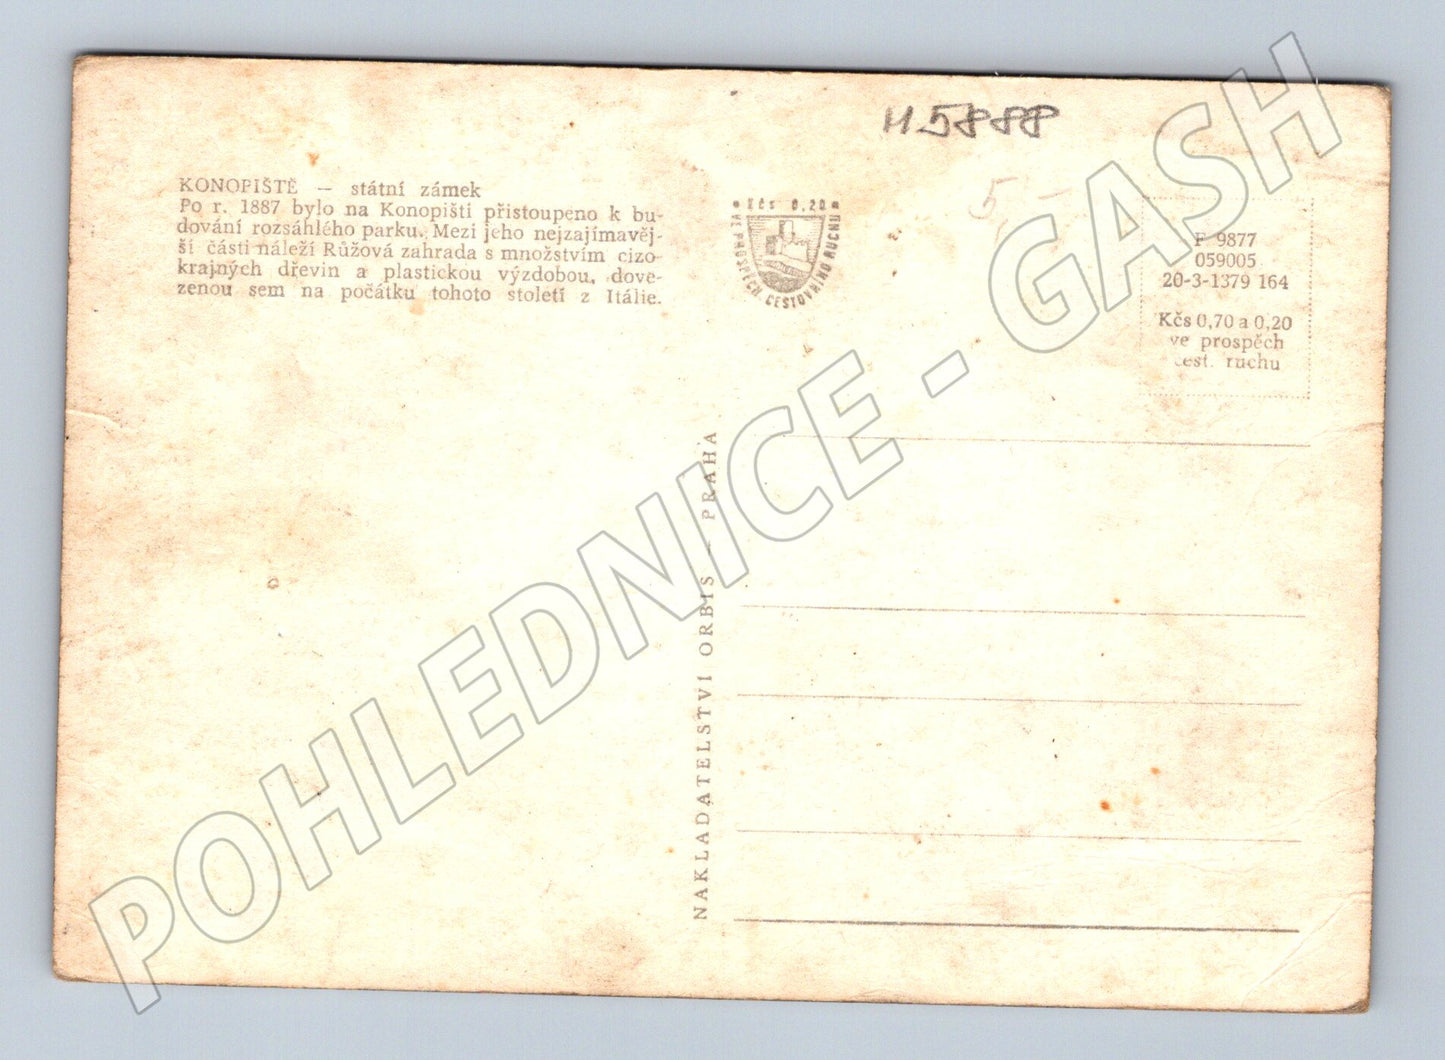 H5888
KONOPIŠTĚ — státní zámek
Po r. 1887 bylo na Konopišti přistoupeno k bu-
dování rozsáhlého parku. Mezi jeho nejzajímavěj-
ší části náleží Růžová zahrada s množstvím cizo-
krajných dřevin a plastickou výzdobou, dove-
zenou sem na počátku tohoto století z Itálie.
Kčs 0,20
NA PROSPĚCH CESTOVNÍHO RUCHU
5,-
F 9877
059005
20-3-1379 164
Kčs 0,70 a 0,20
ve prospěch
cest. ruchu
NAKLADATELSTVÍ ORBIS – PRAHA
POHLEDNICE - GASH